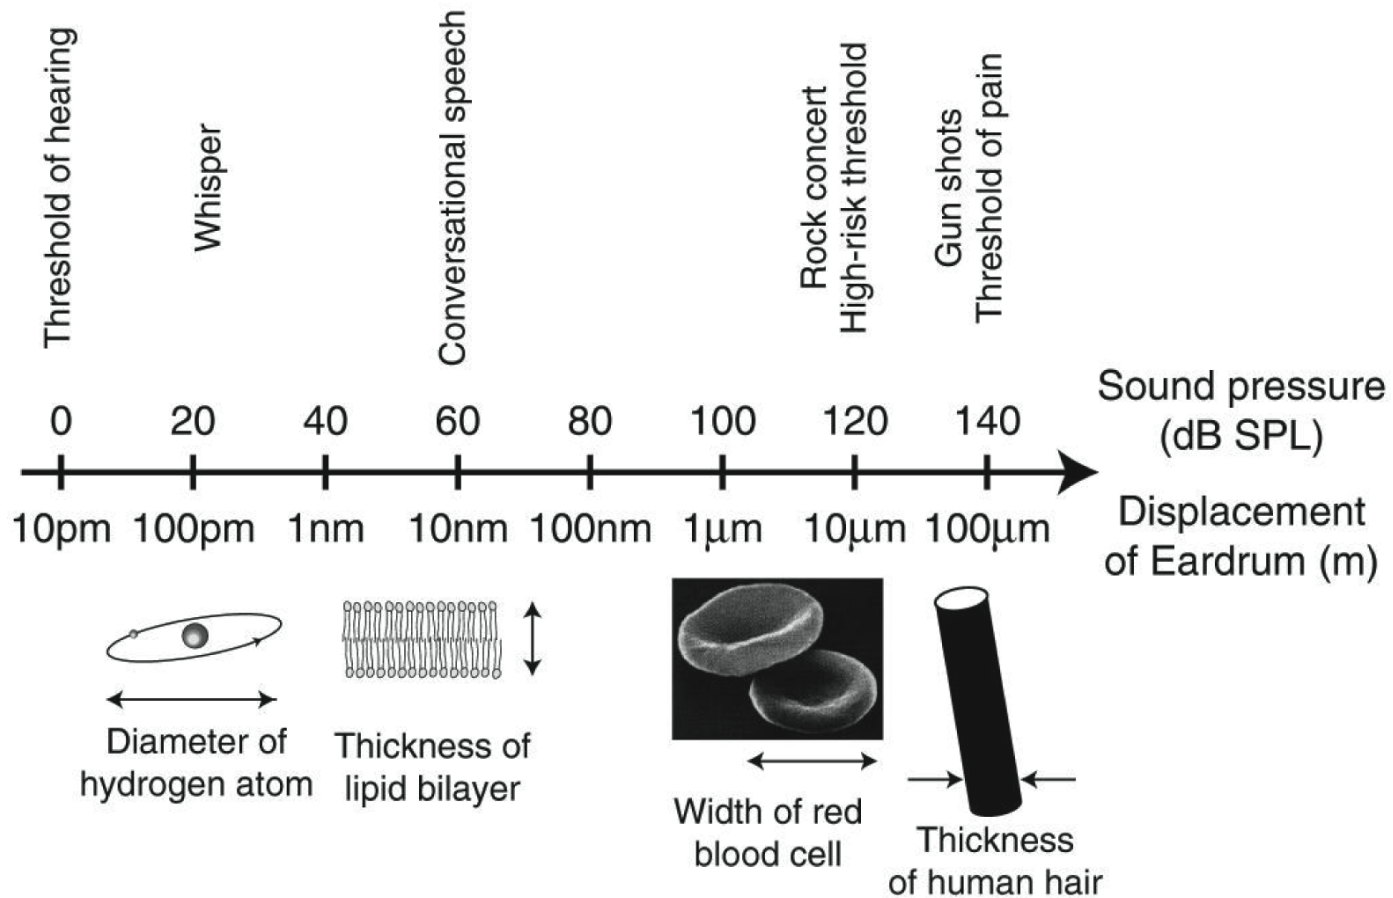 Threshold of hearing
Whisper
Conversational speech
Rock concert
High-risk threshold
Gun shots
Threshold of pain
0 20 40 60 80 100 120 140
Sound pressure
(dB SPL)
10pm 100pm 1nm 10nm 100nm 1μm 10μm 100μm
Displacement
of Eardrum (m)
Diameter of
hydrogen atom
Thickness of
lipid bilayer
Width of red
blood cell
Thickness
of human hair